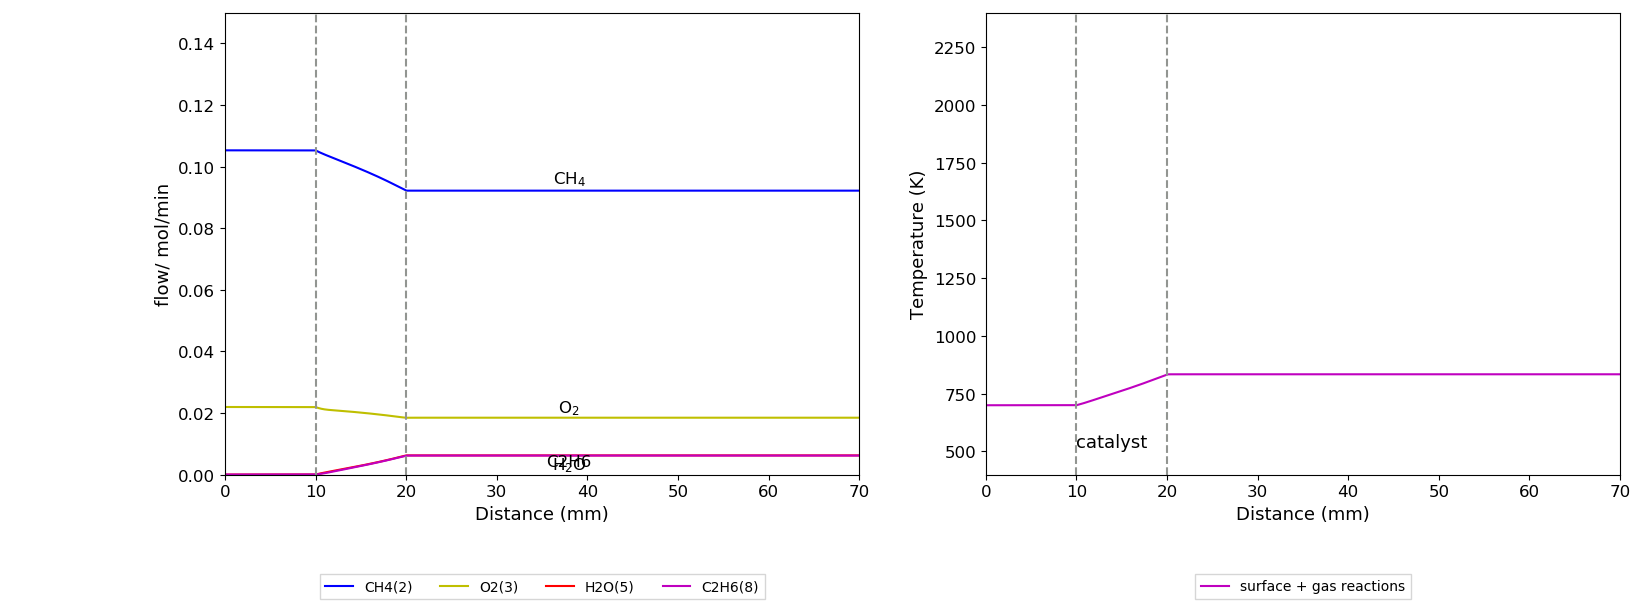 0.14
0.12
0.10
0.08
0.06
0.04
0.02
0.00
flow/ mol/min
CH₄
O₂
C2H6
H₂O
0 10 20 30 40 50 60 70
Distance (mm)
CH4(2) O2(3) H2O(5) C2H6(8)
2250
2000
1750
1500
1250
1000
750
500
Temperature (K)
catalyst
0 10 20 30 40 50 60 70
Distance (mm)
surface + gas reactions